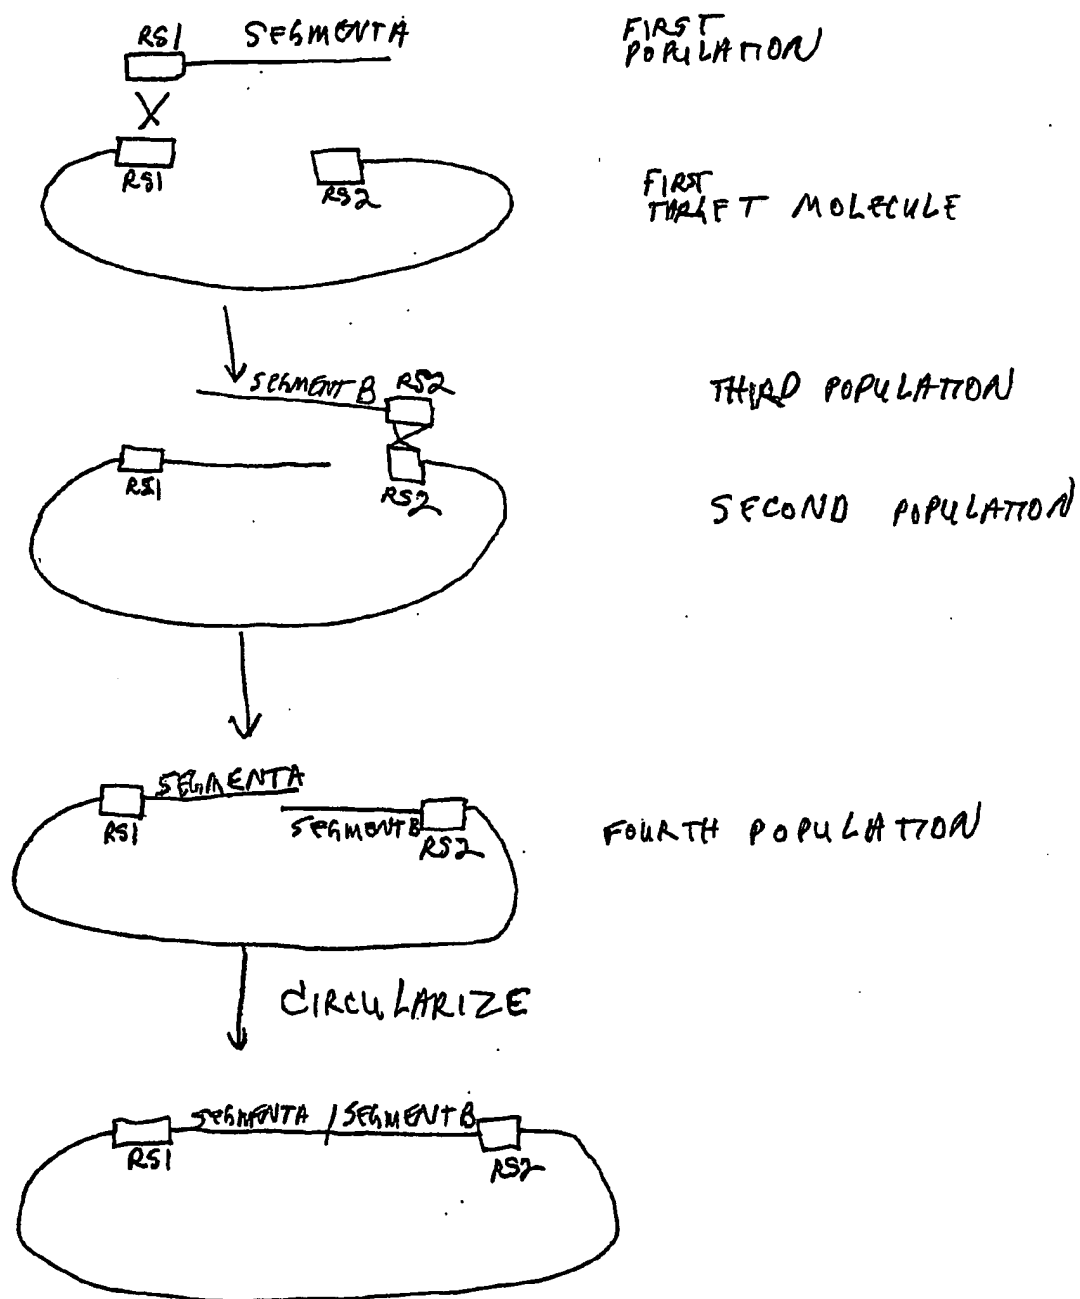 RS1 SEGMENTA
FIRST
POPULATION
X
RS1
RS2
FIRST
TARGET MOLECULE
SEGMENT B RS2
THIRD POPULATION
RS1
RS2
SECOND POPULATION
SEGMENTA
RS1
SEGMENTB
RS2
FOURTH POPULATION
CIRCULARIZE
SEGMENTA / SEGMENTB
RS1
RS2